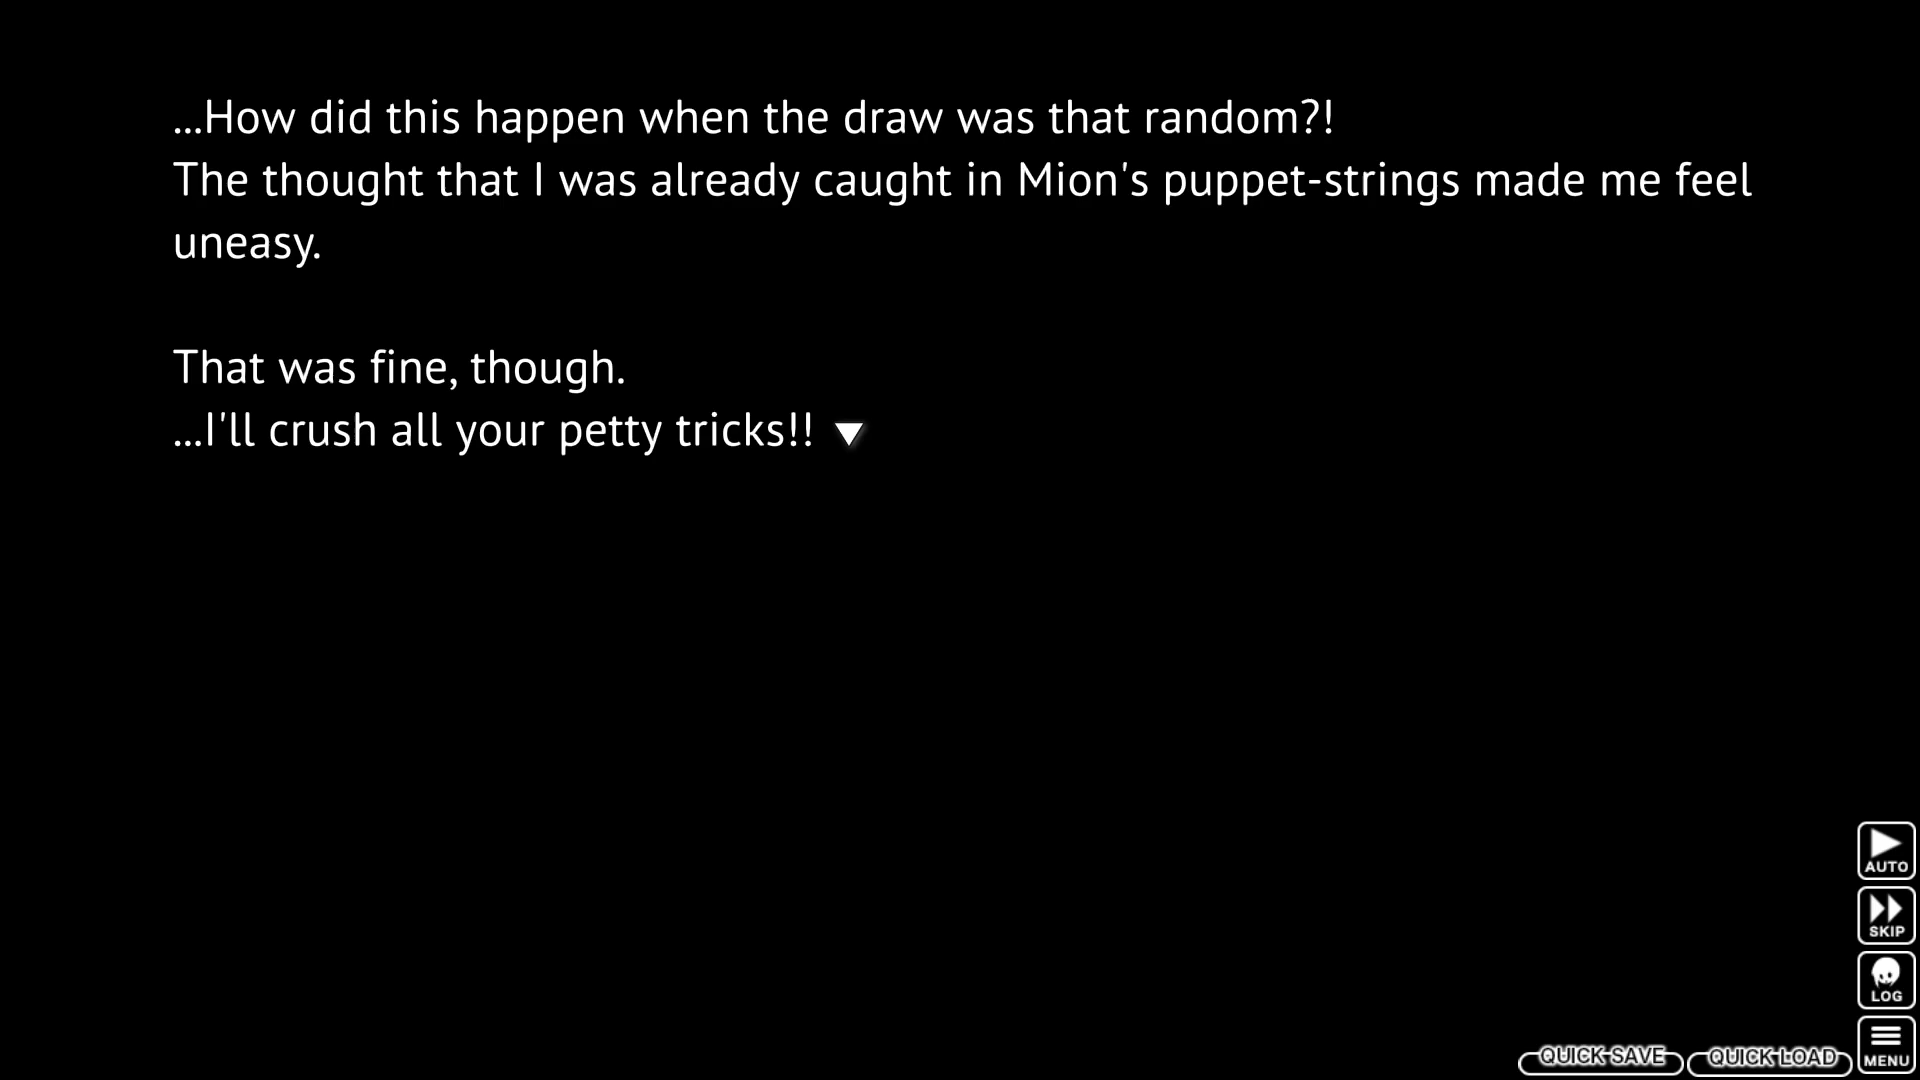 ...How did this happen when the draw was that random?!
The thought that I was already caught in Mion's puppet-strings made me feel
uneasy.
That was fine, though.
...I'll crush all your petty tricks!!
AUTO
SKIP
LOG
MENU
QUICK SAVE
QUICK LOAD